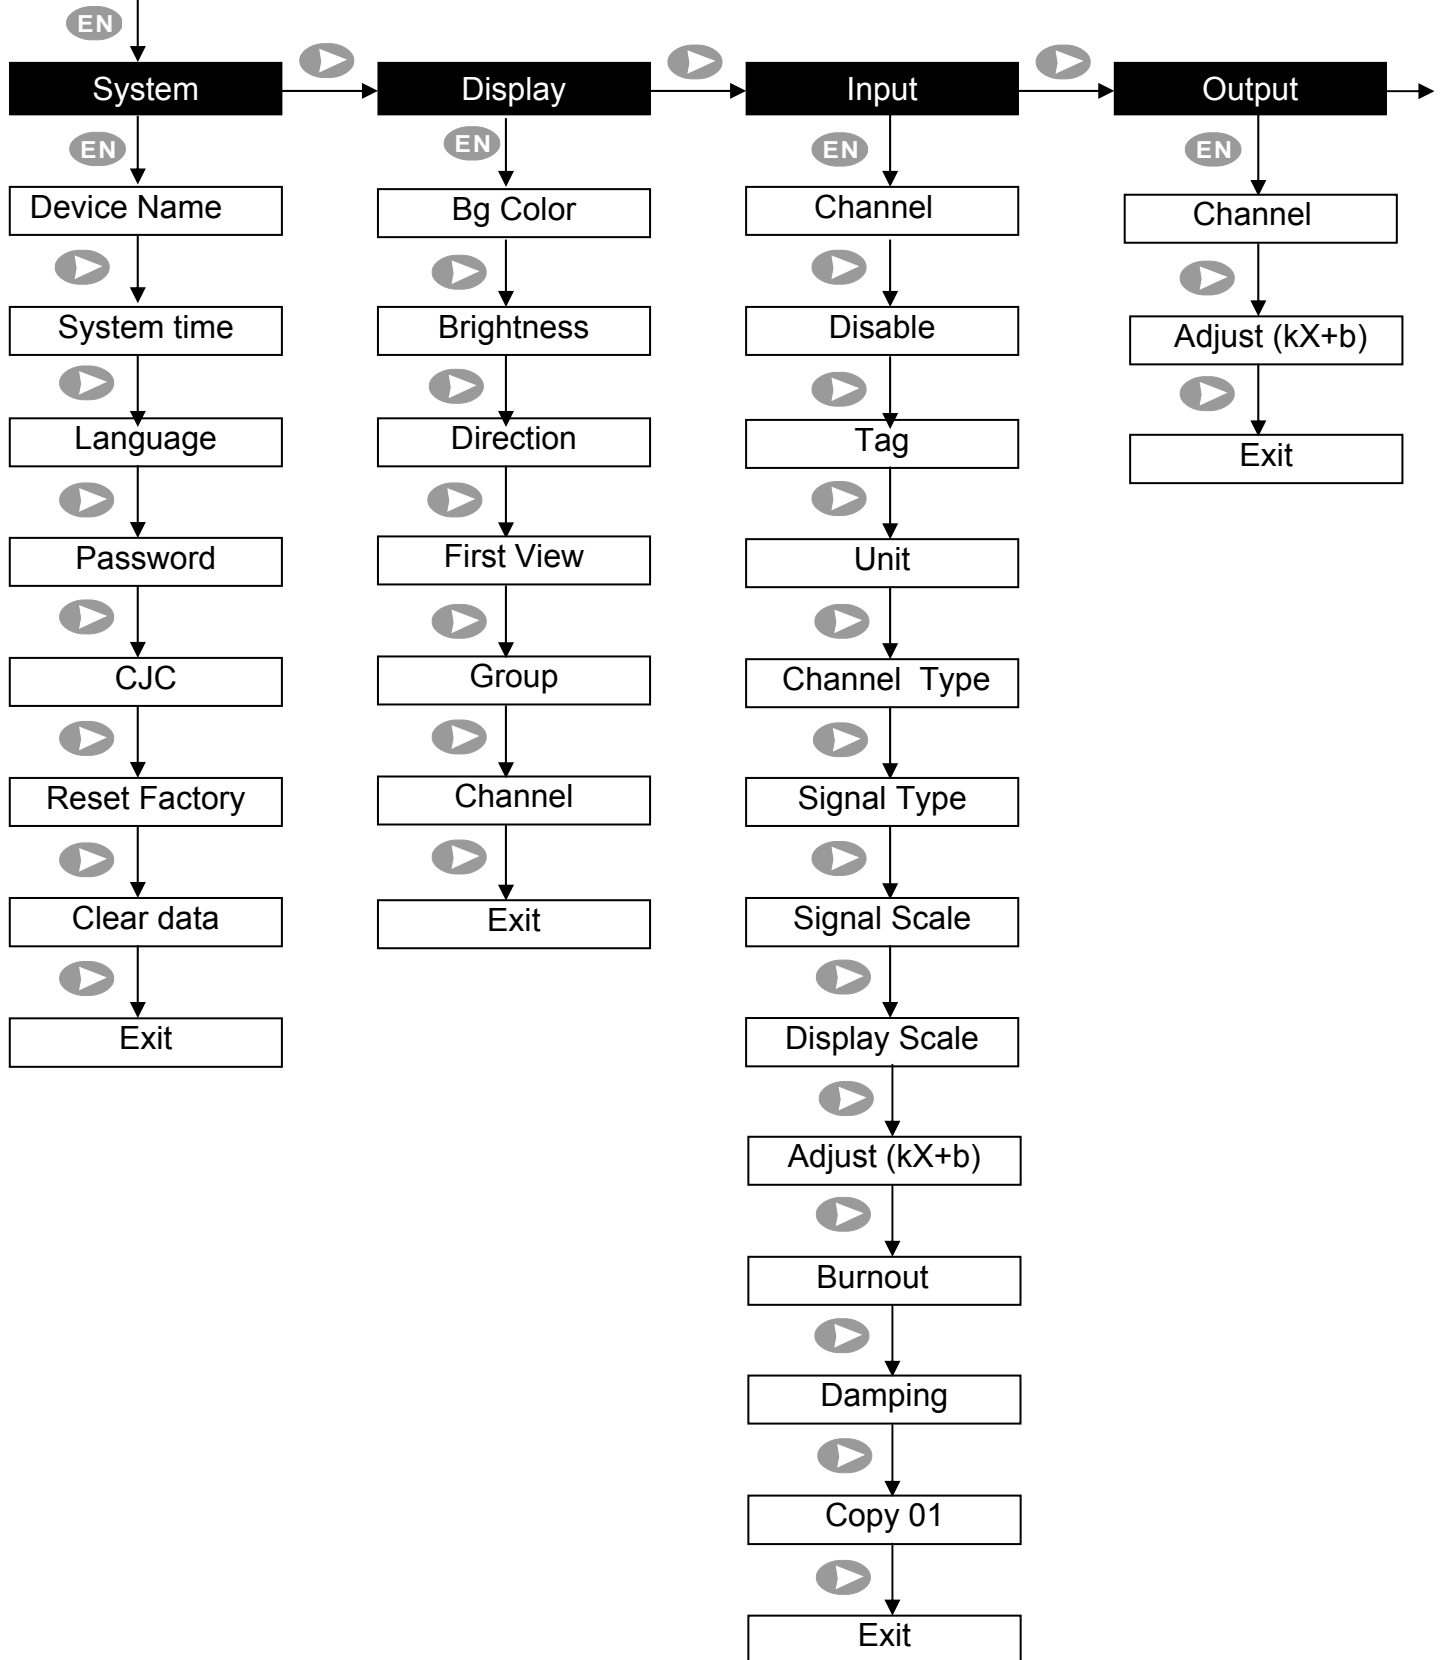 EN
System
Display
Input
Output
EN
Device Name
System time
Language
Password
CJC
Reset Factory
Clear data
Exit
EN
Bg Color
Brightness
Direction
First View
Group
Channel
Exit
EN
Channel
Disable
Tag
Unit
Channel Type
Signal Type
Signal Scale
Display Scale
Adjust (kX+b)
Burnout
Damping
Copy 01
Exit
EN
Channel
Adjust (kX+b)
Exit